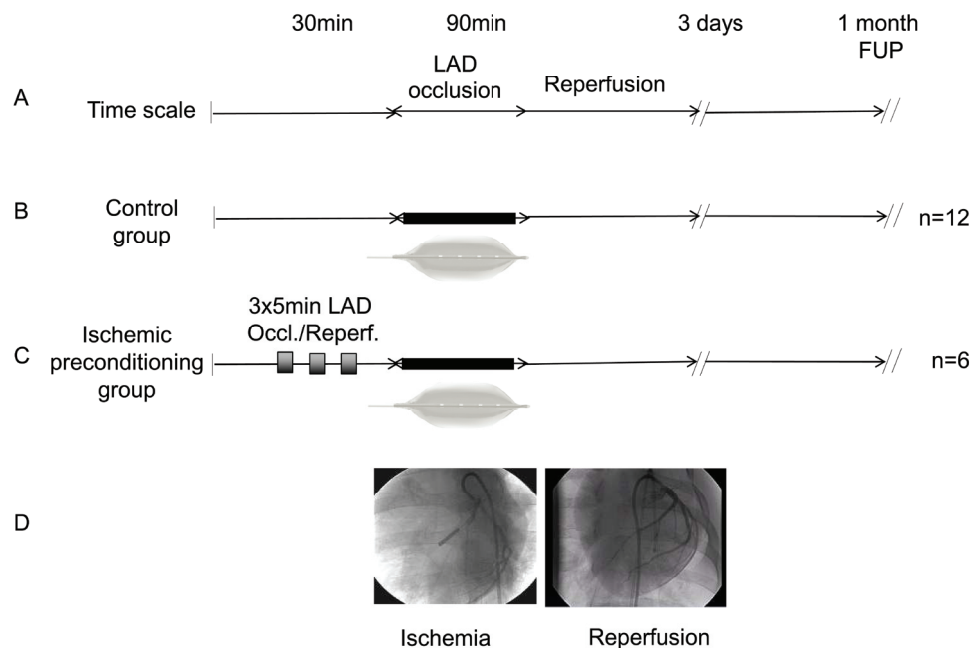 30min
90min
3 days
1 month
FUP
LAD
occlusion
Reperfusion
A
Time scale
B
Control
group
n=12
3x5min LAD
Occl./Reperf.
C
Ischemic
preconditioning
group
n=6
D
Ischemia
Reperfusion